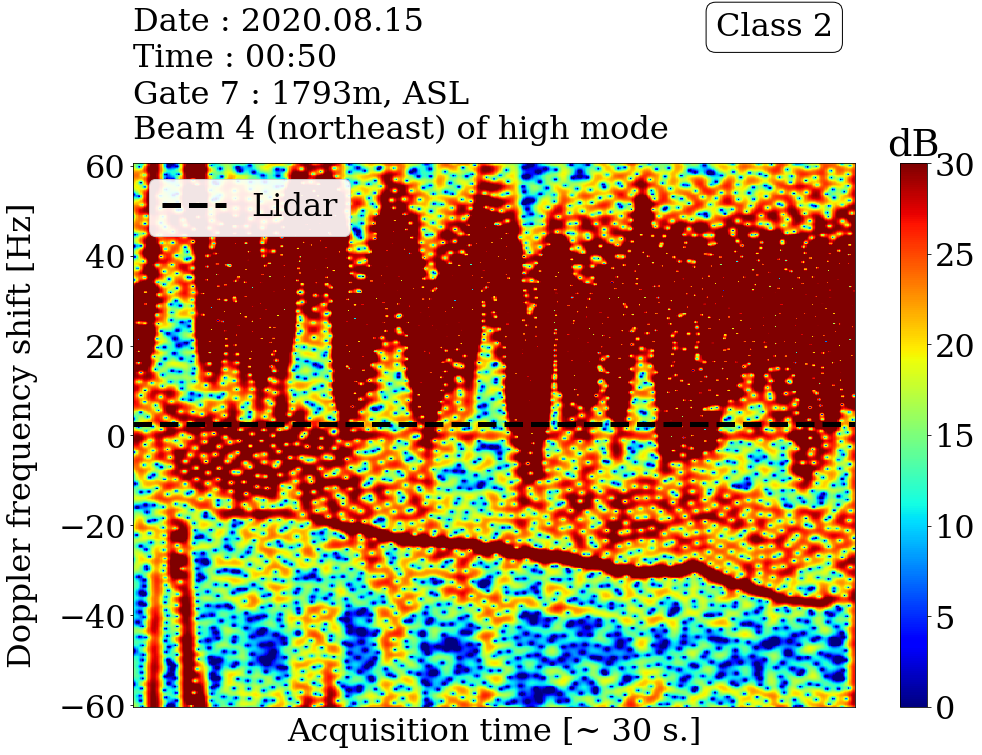 Date : 2020.08.15
Time : 00:50
Gate 7 : 1793m, ASL
Beam 4 (northeast) of high mode
Class 2
dB
Lidar
Doppler frequency shift [Hz]
60
40
20
0
−20
−40
−60
30
25
20
15
10
5
0
Acquisition time [~ 30 s.]